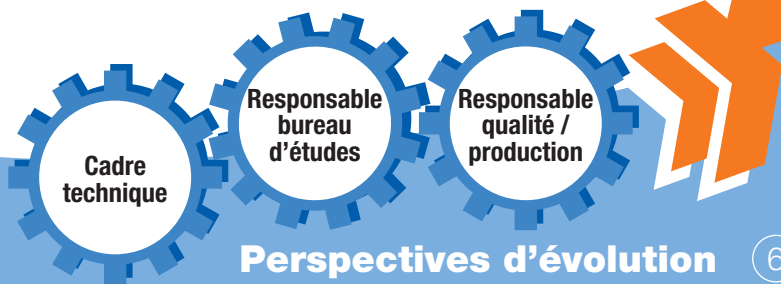 Cadre
technique
Responsable
bureau
d'études
Responsable
qualité /
production
Perspectives d'évolution
6